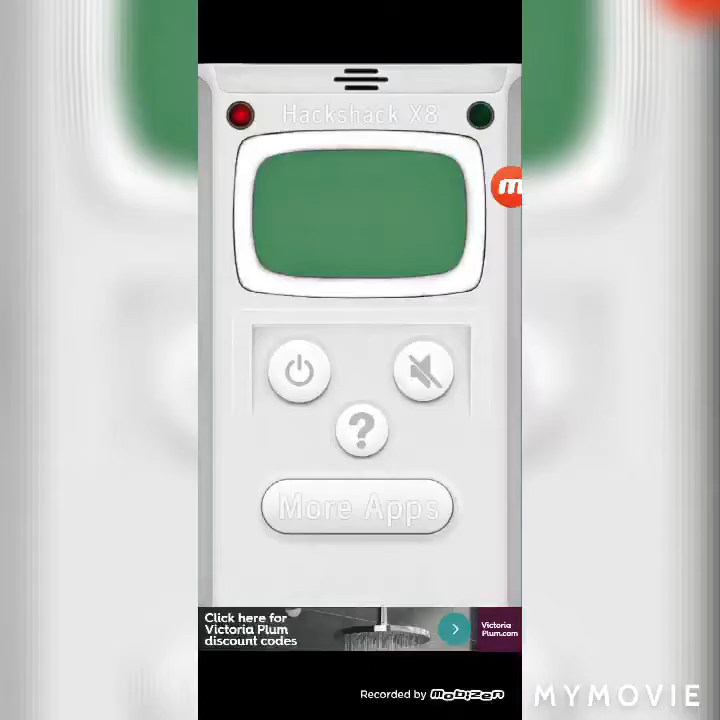 Hackshack X8
m
?
More Apps
Click here for
Victoria Plum
discount codes
Victoria
Plum.com
Recorded by mobizen
MYMOVIE